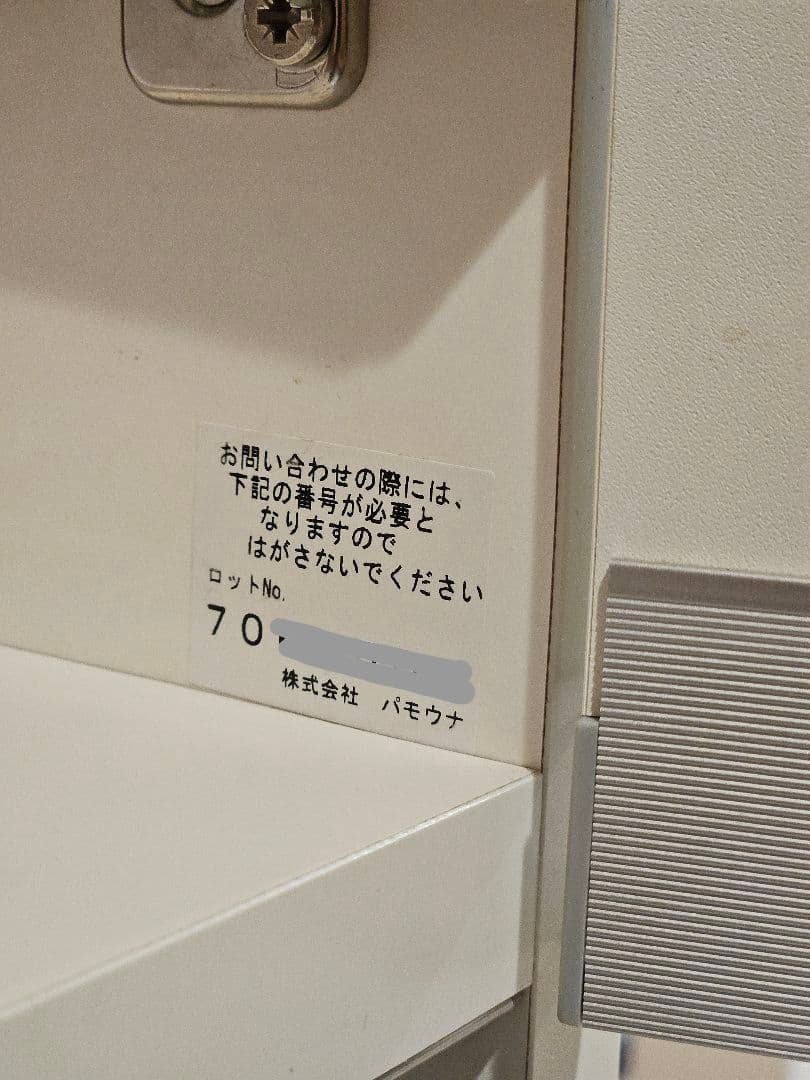 お問い合わせの際には、
下記の番号が必要と
なりますので
はがさないでください
ロットNo.
70
株式会社　パモウナ